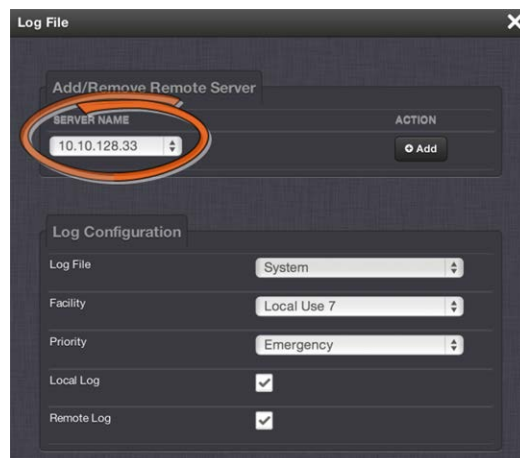 Log File
Add/Remove Remote Server
SERVER NAME
ACTION
10.10.128.33
Add
Log Configuration
Log File
System
Facility
Local Use 7
Priority
Emergency
Local Log
Remote Log